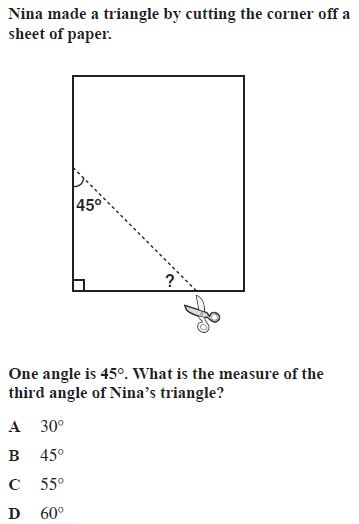 Nina made a triangle by cutting the corner off a
sheet of paper.
45°
?
One angle is 45°. What is the measure of the
third angle of Nina’s triangle?
A 30°
B 45°
C 55°
D 60°